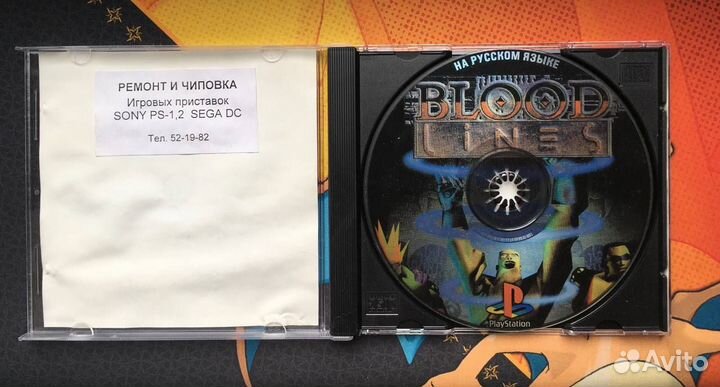 РЕМОНТ И ЧИПОВКА
Игровых приставок
SONY PS-1,2 SEGA DC
Тел. 52-19-82
НА РУССКОМ ЯЗЫКЕ
BLOOD
LINES
PlayStation
Avito